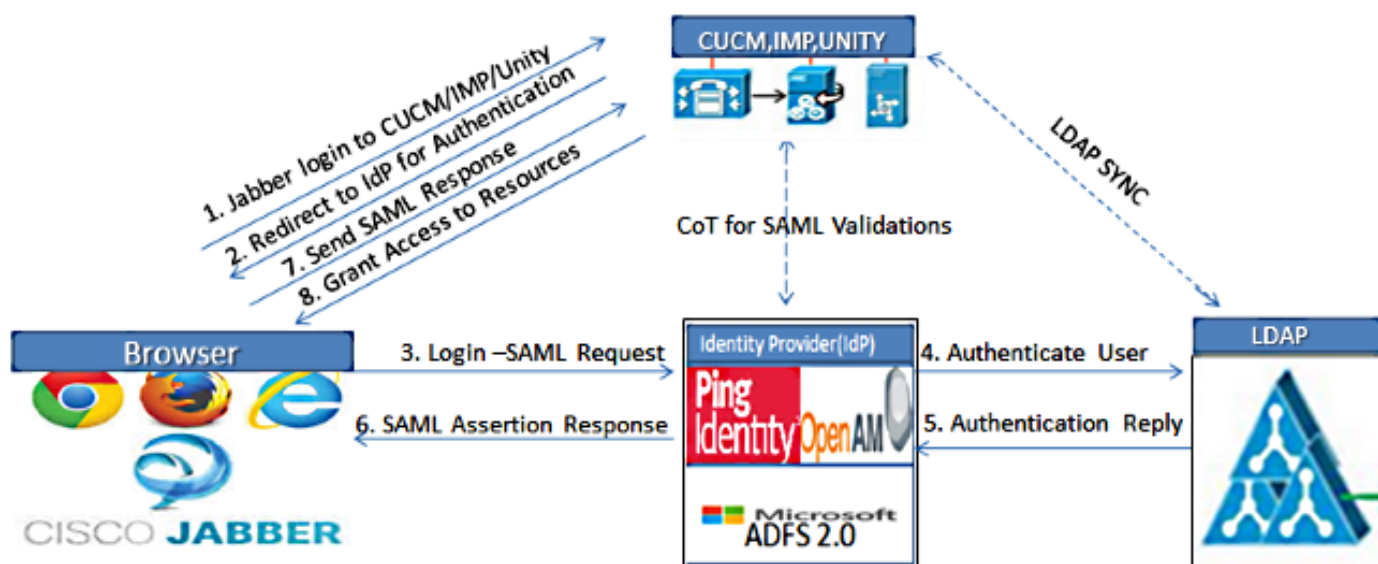 CUCM,IMP,UNITY
1. Jabber login to CUCM/IMP/Unity
2. Redirect to IdP for Authentication
7. Send SAML Response
8. Grant Access to Resources
LDAP SYNC
CoT for SAML Validations
Browser
3. Login –SAML Request
6. SAML Assertion Response
CISCO JABBER
Identity Provider(IdP)
Ping
Identity
OpenAM
Microsoft
ADFS 2.0
4. Authenticate User
5. Authentication Reply
LDAP